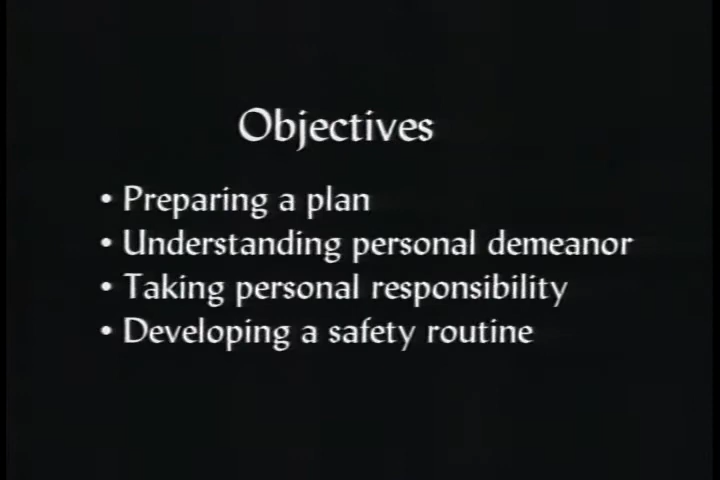 Objectives
• Preparing a plan
• Understanding personal demeanor
• Taking personal responsibility
• Developing a safety routine